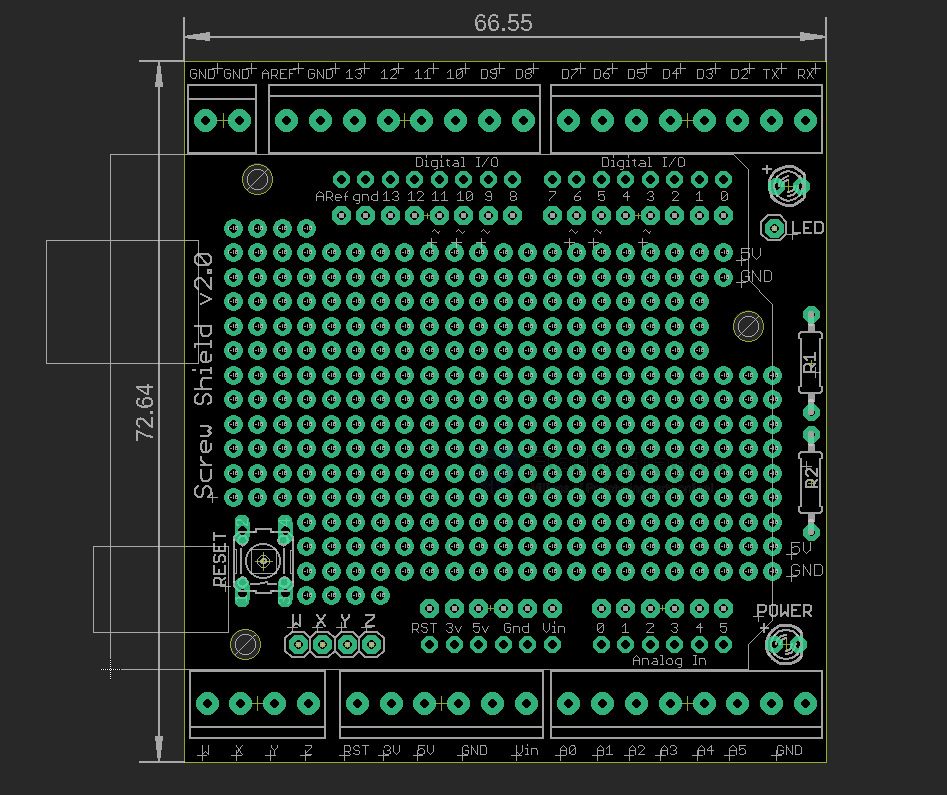 66.55
GND GND AREF GND 13 12 11 10 D9 D8 D7 D6 D5 D4 D3 D2 TX RX
Digital I/O Digital I/O
ARef gnd 13 12 11 10 9 8 7 6 5 4 3 2 1 0
~ ~ ~ ~ ~ ~
LED
5V
GND
Screw Shield v2.0
72.64
R1
R2
RESET
5V
GND
POWER
W X Y Z
RST 3v 5v Gnd Vin 0 1 2 3 4 5
Analog In
W X Y Z RST 3V 5V GND Vin A0 A1 A2 A3 A4 A5 GND